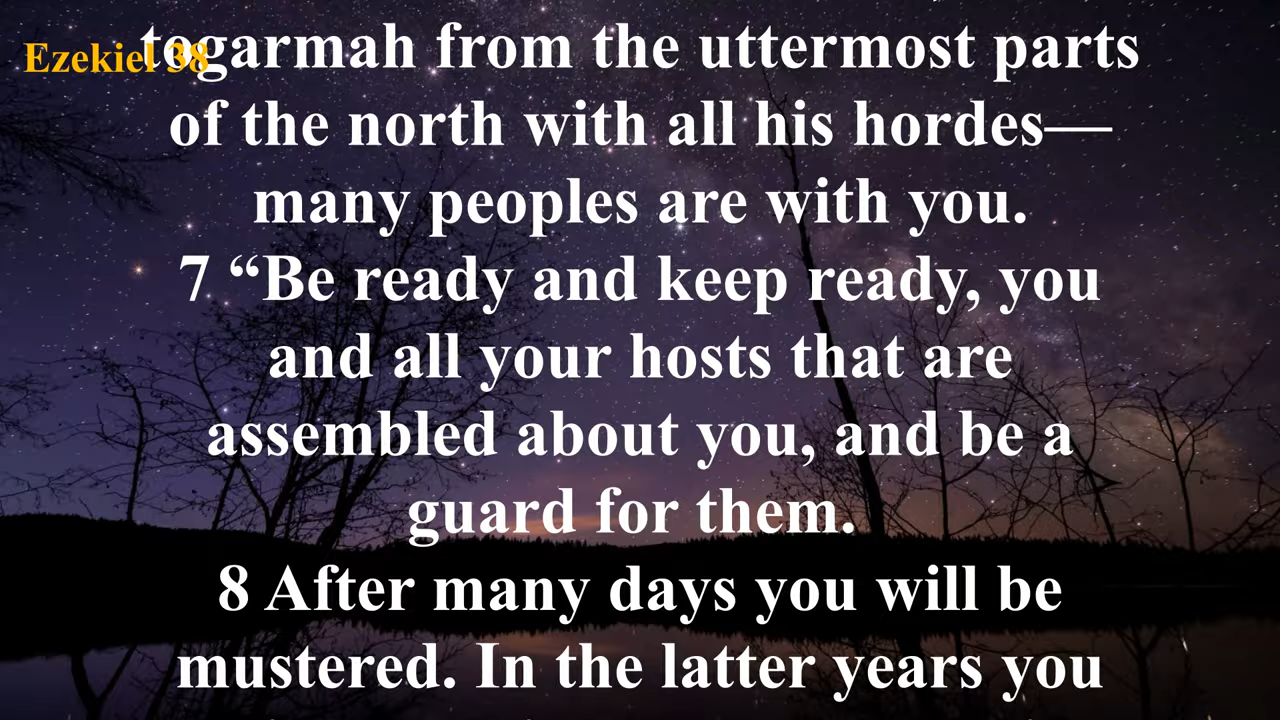 Ezekiel 38
togarmah from the uttermost parts
of the north with all his hordes—
many peoples are with you.
7 “Be ready and keep ready, you
and all your hosts that are
assembled about you, and be a
guard for them.
8 After many days you will be
mustered. In the latter years you